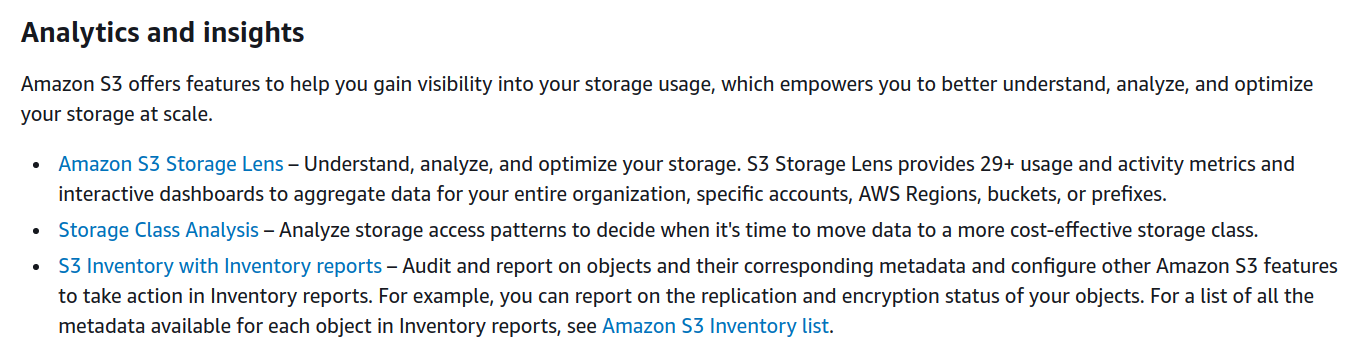 Analytics and insights
Amazon S3 offers features to help you gain visibility into your storage usage, which empowers you to better understand, analyze, and optimize
your storage at scale.
• Amazon S3 Storage Lens – Understand, analyze, and optimize your storage. S3 Storage Lens provides 29+ usage and activity metrics and
interactive dashboards to aggregate data for your entire organization, specific accounts, AWS Regions, buckets, or prefixes.
• Storage Class Analysis – Analyze storage access patterns to decide when it's time to move data to a more cost-effective storage class.
• S3 Inventory with Inventory reports – Audit and report on objects and their corresponding metadata and configure other Amazon S3 features
to take action in Inventory reports. For example, you can report on the replication and encryption status of your objects. For a list of all the
metadata available for each object in Inventory reports, see Amazon S3 Inventory list.